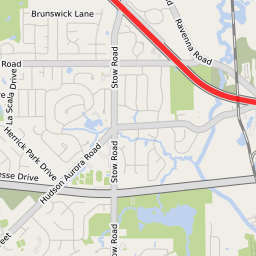 Brunswick Lane
Ravenna Road
Road
Stow Road
La Scala Drive
Herrick Park Drive
Hudson Aurora Road
Stow Road
esse Drive
eet
ow Road